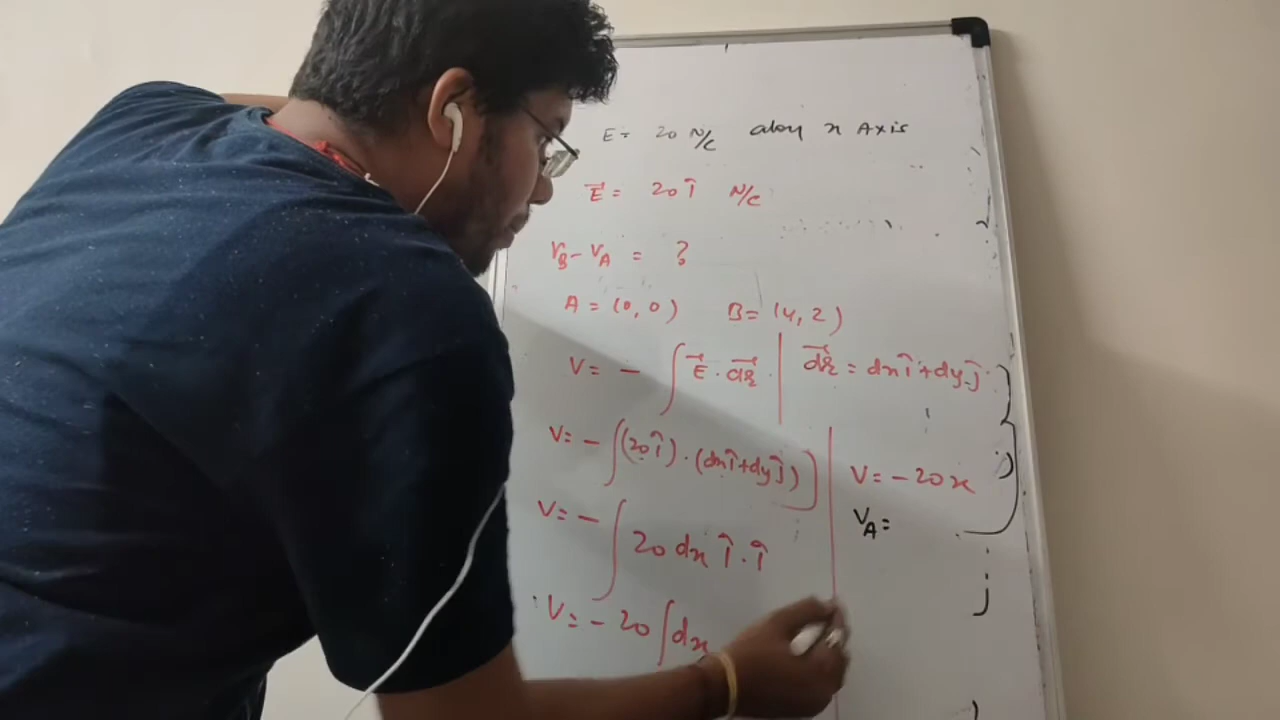 E = 20 N/C along x Axis
E⃗ = 20 î N/C
V_B - V_A = ?
A = (0, 0) B = (4, 2)
V = - ∫ E⃗ . dr⃗ | dr⃗ = dx î + dy ĵ
V = - ∫ (20 î) . (dx î + dy ĵ)
V = - ∫ 20 dx î . î
V = - 20 ∫ dx
V = - 20 x
V_A =